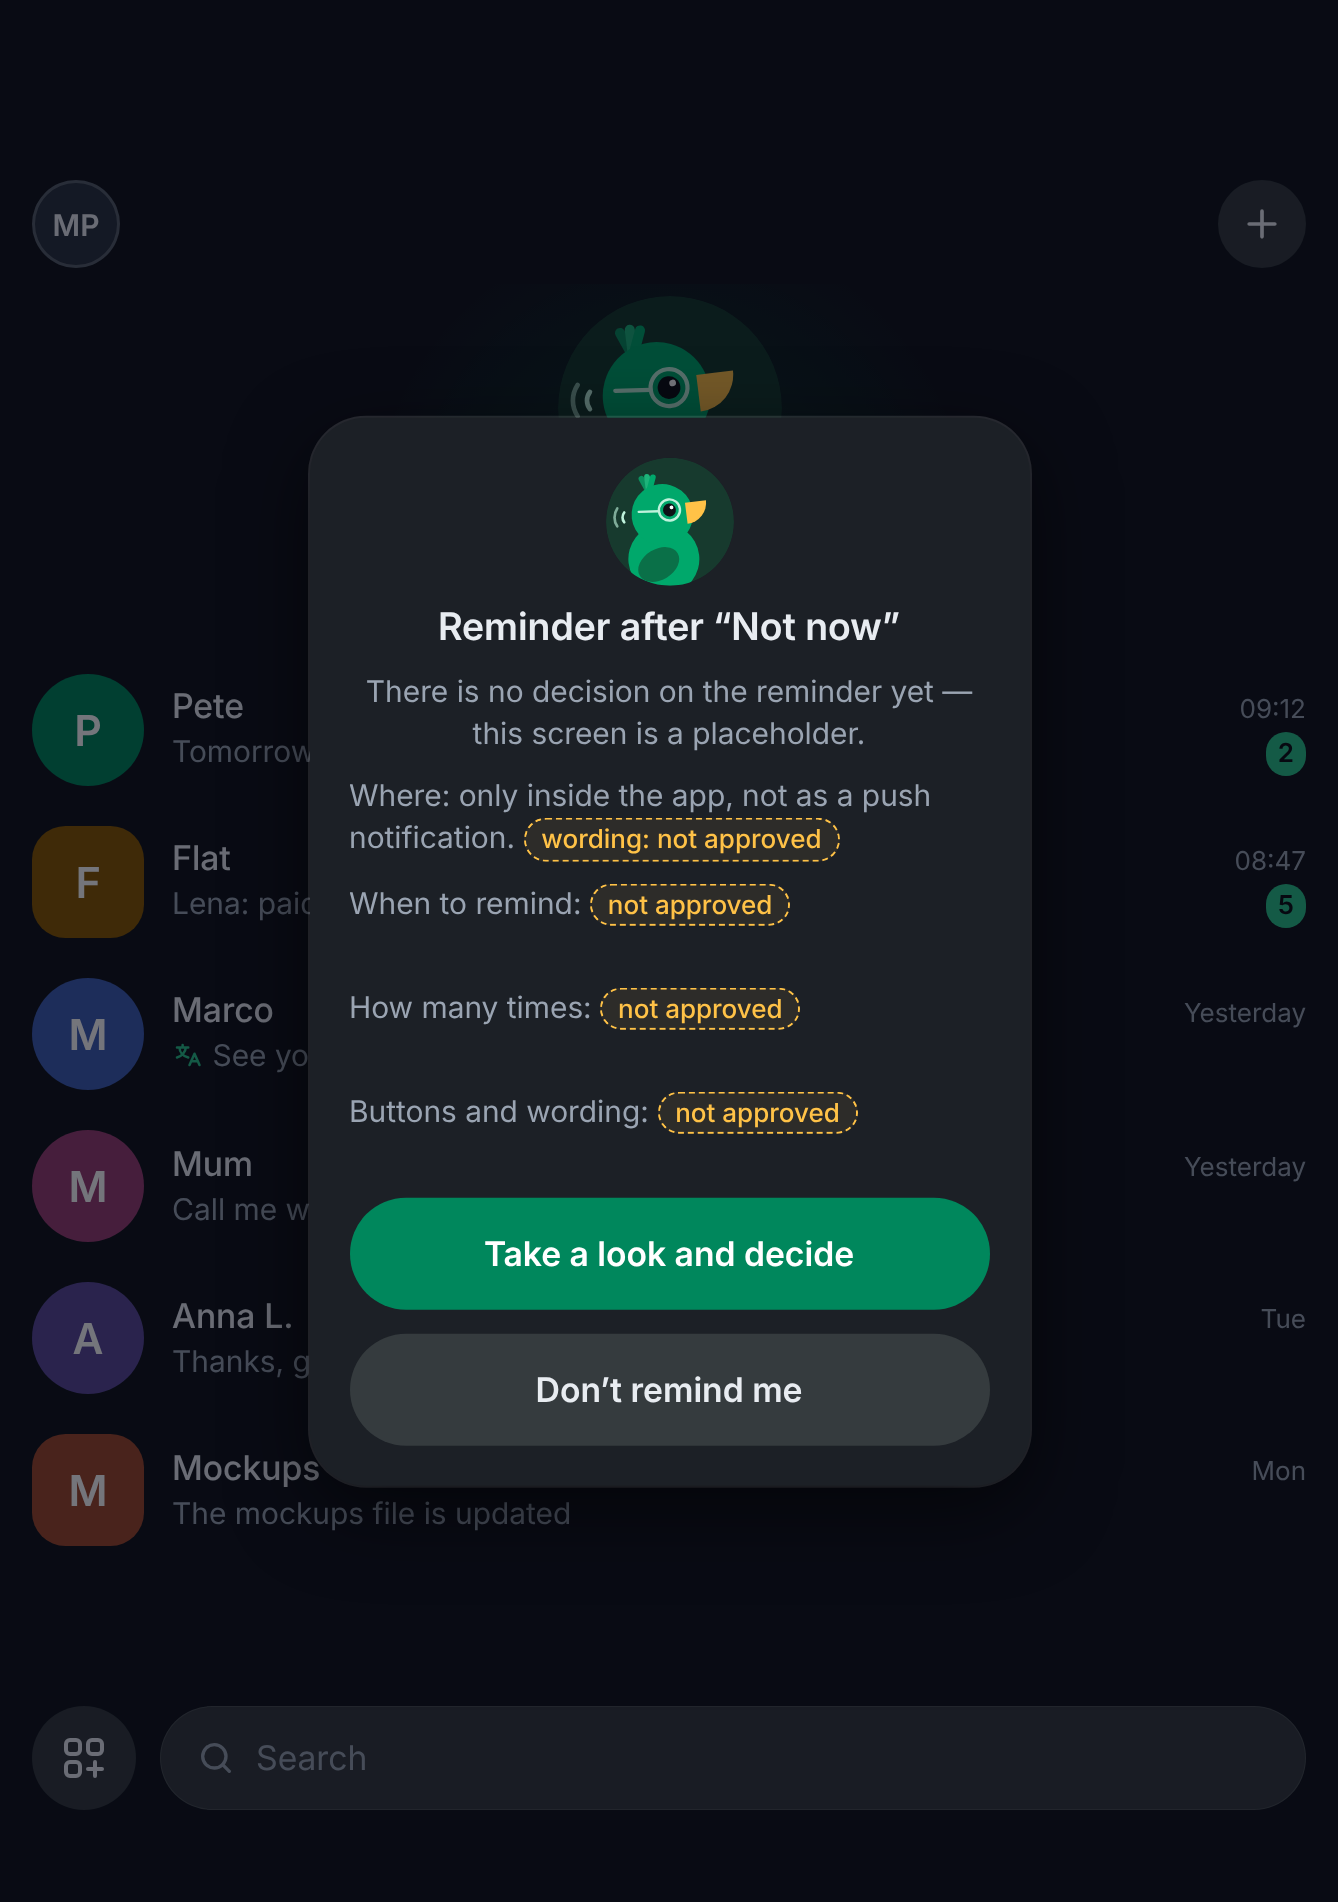 MP
Reminder after “Not now”
There is no decision on the reminder yet —
this screen is a placeholder.
Where: only inside the app, not as a push
notification. wording: not approved
When to remind: not approved
How many times: not approved
Buttons and wording: not approved
Take a look and decide
Don’t remind me
P
Pete
09:12
Tomorrow
2
F
Flat
08:47
Lena: paid
5
M
Marco
Yesterday
See yo
M
Mum
Yesterday
Call me w
A
Anna L.
Tue
Thanks, g
M
Mockups
Mon
The mockups file is updated
Search